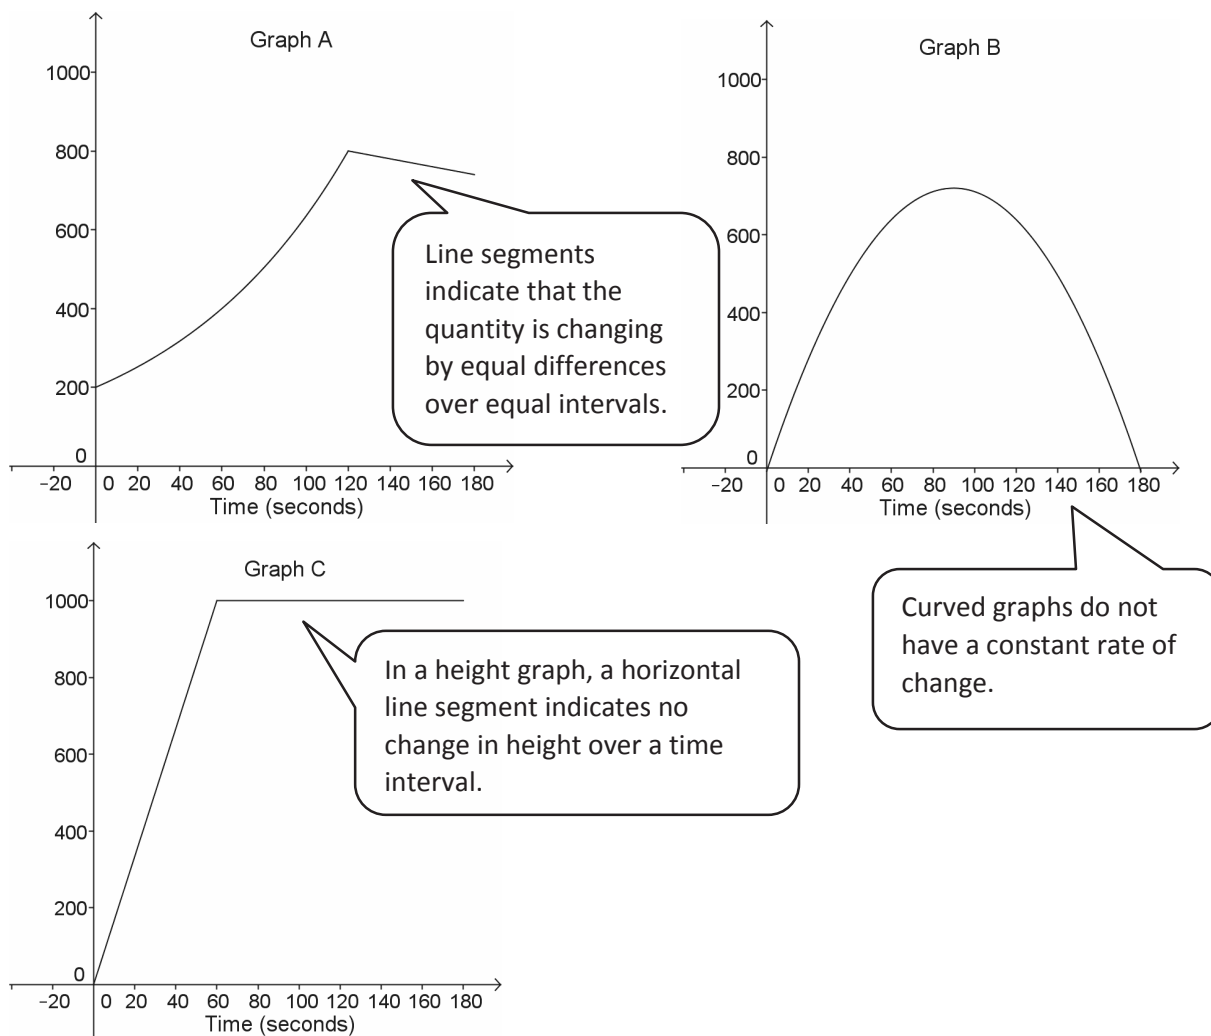 Graph A
1000
800
600
400
200
0
−20 0 20 40 60 80 100 120 140 160 180
Time (seconds)
Line segments
indicate that the
quantity is changing
by equal differences
over equal intervals.
Graph B
1000
800
600
400
200
0
−20 0 20 40 60 80 100 120 140 160 180
Time (seconds)
Curved graphs do not
have a constant rate of
change.
Graph C
1000
800
600
400
200
0
−20 0 20 40 60 80 100 120 140 160 180
Time (seconds)
In a height graph, a horizontal
line segment indicates no
change in height over a time
interval.